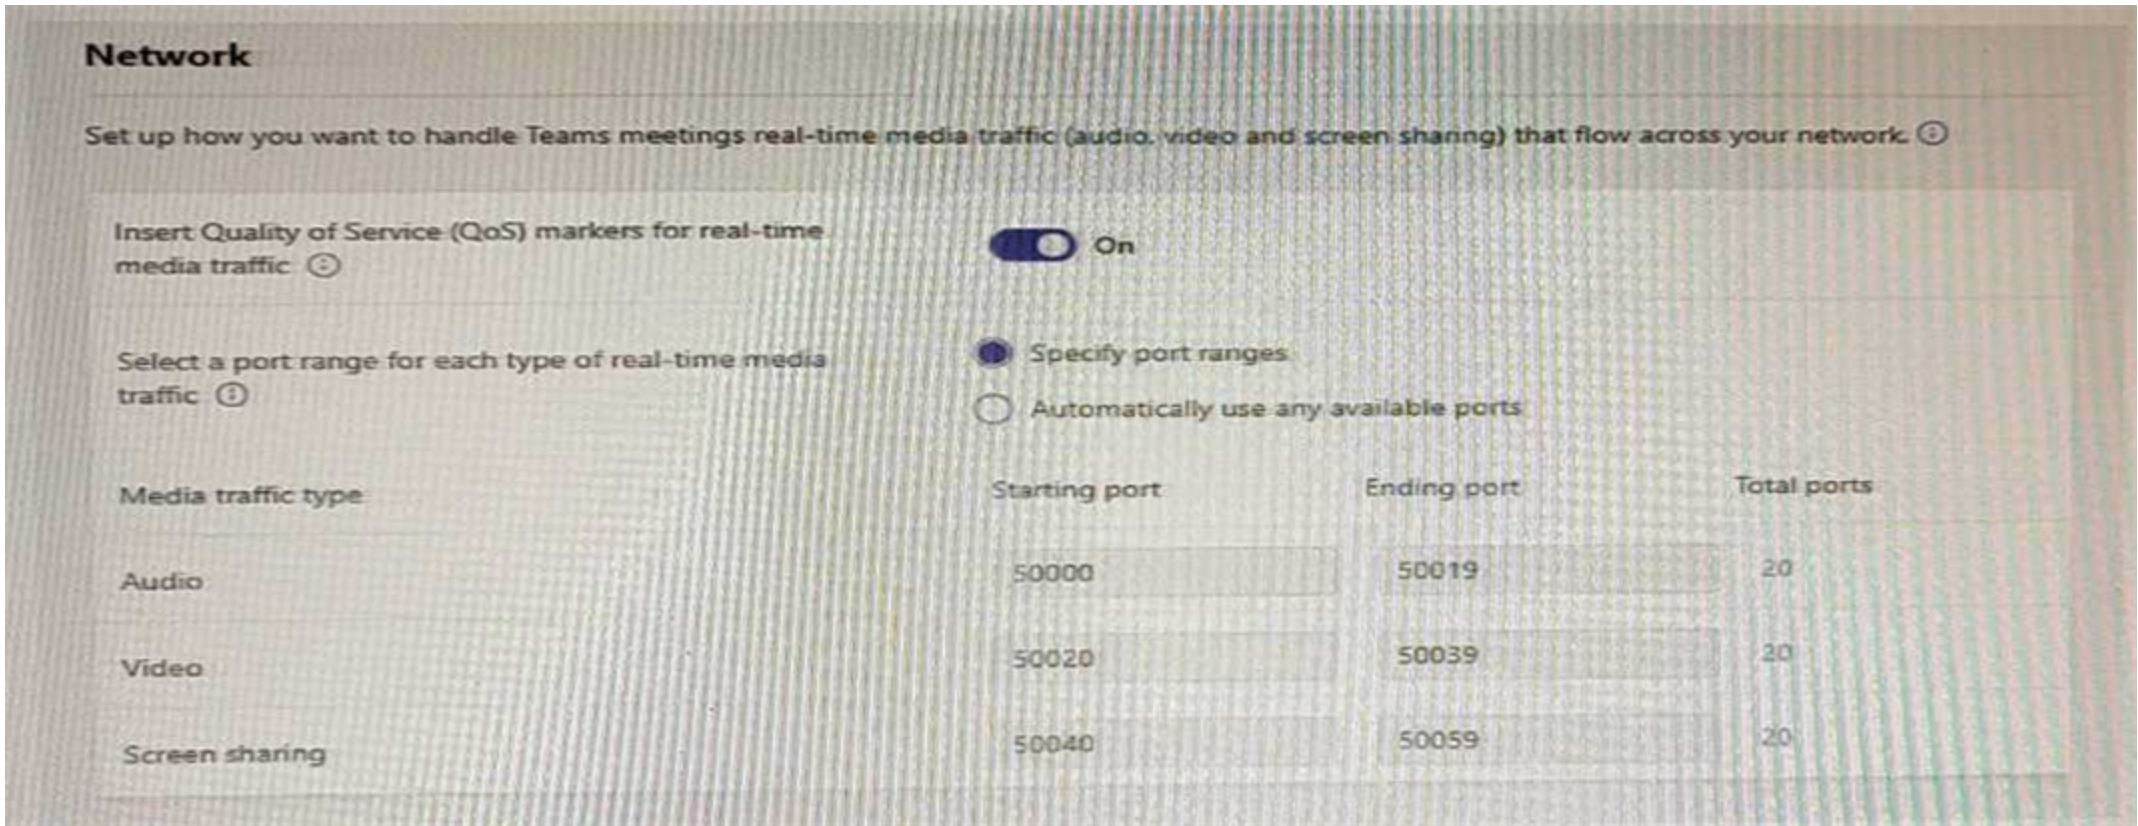 Network
Set up how you want to handle Teams meetings real-time media traffic (audio, video and screen sharing) that flow across your network.
Insert Quality of Service (QoS) markers for real-time
media traffic
On
Select a port range for each type of real-time media
traffic
Specify port ranges
Automatically use any available ports
Media traffic type Starting port Ending port Total ports
Audio 50000 50019 20
Video 50020 50039 20
Screen sharing 50040 50059 20